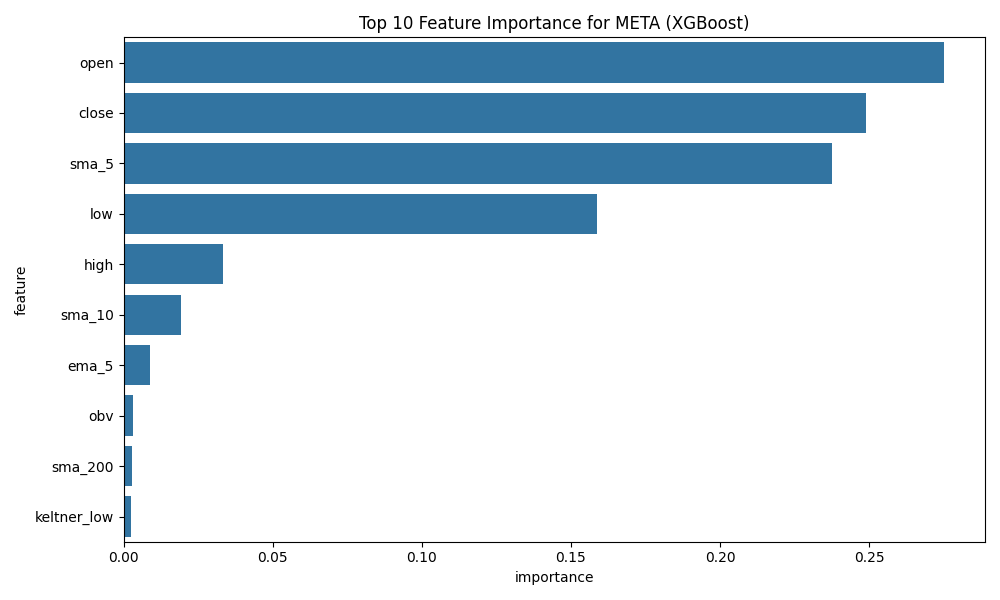 Top 10 Feature Importance for META (XGBoost)
open
close
sma_5
low
high
sma_10
ema_5
obv
sma_200
keltner_low
feature
0.00 0.05 0.10 0.15 0.20 0.25
importance